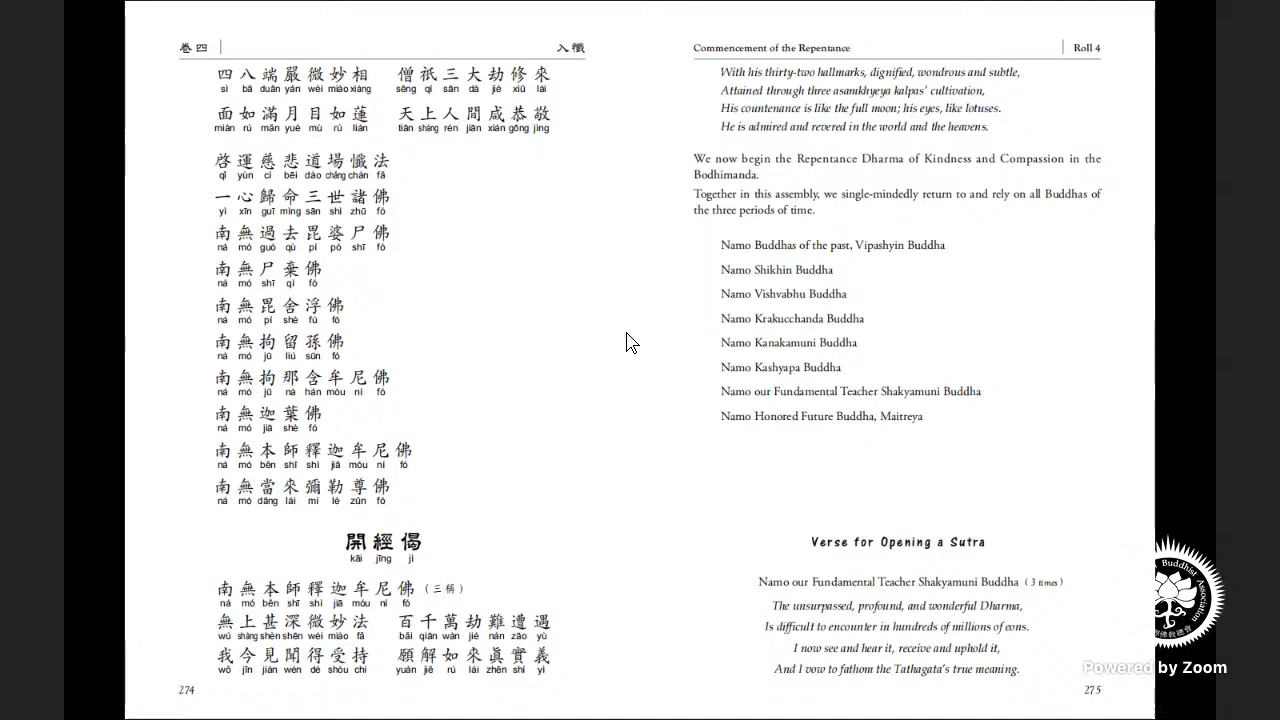 卷四
入懺
四八端嚴微妙相 僧祇三大劫修來
sì bā duān yán wéi miào xiàng sēng qí sān dà jié xiū lái
面如滿月目如蓮 天上人間咸恭敬
miàn rú mǎn yuè mù rú lián tiān shàng rén jiān xián gōng jìng
啓運慈悲道場懺法
qǐ yùn cí bēi dào chǎng chàn fǎ
一心歸命三世諸佛
yì xīn guī mìng sān shì zhū fó
南無過去毘婆尸佛
ná mó guò qù pí pó shī fó
南無尸棄佛
ná mó shī qì fó
南無毘舍浮佛
ná mó pí shè fú fó
南無拘留孫佛
ná mó jū liú sūn fó
南無拘那含牟尼佛
ná mó jū nà hán móu ní fó
南無迦葉佛
ná mó jiā shè fó
南無本師釋迦牟尼佛
ná mó běn shī shì jiā móu ní fó
南無當來彌勒尊佛
ná mó dāng lái mí lè zūn fó
開經偈
kāi jīng jì
南無本師釋迦牟尼佛（三稱）
ná mó běn shī shì jiā móu ní fó
無上甚深微妙法 百千萬劫難遭遇
wú shàng shèn shēn wéi miào fǎ bǎi qiān wàn jié nán zāo yù
我今見聞得受持 願解如來眞實義
wǒ jīn jiàn wén dé shòu chí yuàn jiě rú lái zhēn shí yì
274
Commencement of the Repentance
Roll 4
With his thirty-two hallmarks, dignified, wondrous and subtle,
Attained through three asamkhyeya kalpas' cultivation,
His countenance is like the full moon; his eyes, like lotuses.
He is admired and revered in the world and the heavens.
We now begin the Repentance Dharma of Kindness and Compassion in the
Bodhimanda.
Together in this assembly, we single-mindedly return to and rely on all Buddhas of
the three periods of time.
Namo Buddhas of the past, Vipashyin Buddha
Namo Shikhin Buddha
Namo Vishvabhu Buddha
Namo Krakucchanda Buddha
Namo Kanakamuni Buddha
Namo Kashyapa Buddha
Namo our Fundamental Teacher Shakyamuni Buddha
Namo Honored Future Buddha, Maitreya
Verse for Opening a Sutra
Namo our Fundamental Teacher Shakyamuni Buddha (3 times)
The unsurpassed, profound, and wonderful Dharma,
Is difficult to encounter in hundreds of millions of eons.
I now see and hear it, receive and uphold it,
And I vow to fathom the Tathagata's true meaning.
275
Buddhist Association
Powered by Zoom